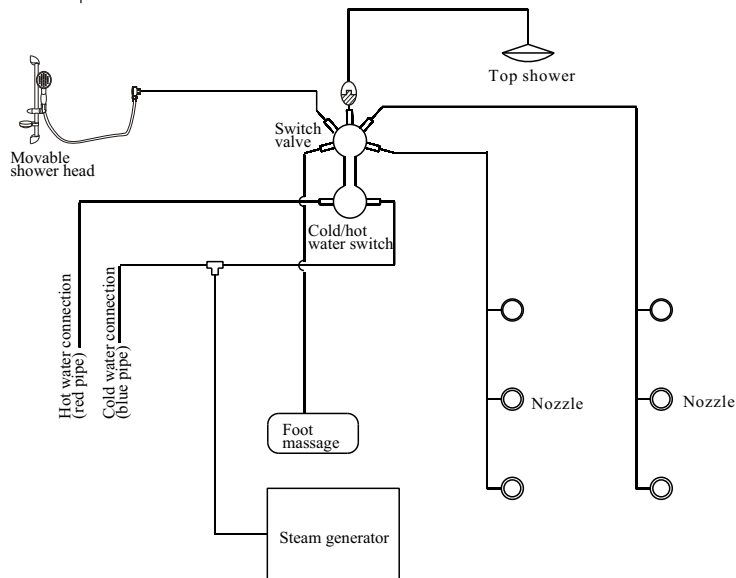 Top shower
Switch
valve
Movable
shower head
Cold/hot
water switch
Hot water connection
(red pipe)
Cold water connection
(blue pipe)
Nozzle
Nozzle
Foot
massage
Steam generator